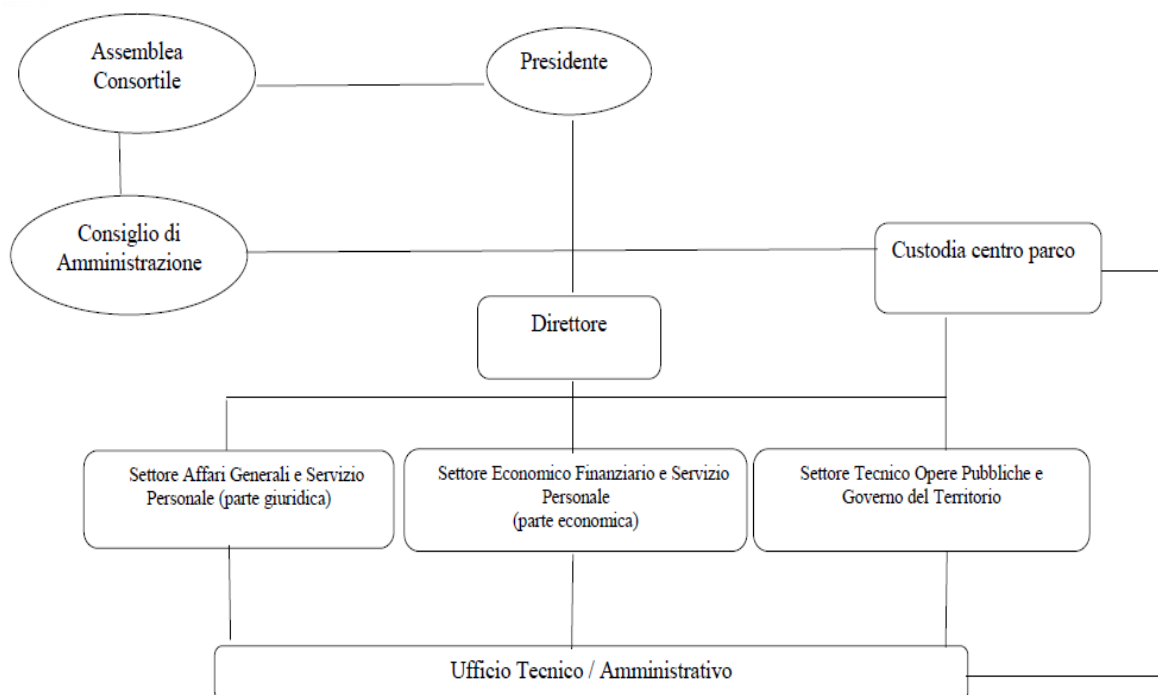 Assemblea
Consortile
Presidente
Consiglio di
Amministrazione
Custodia centro parco
Direttore
Settore Affari Generali e Servizio
Personale (parte giuridica)
Settore Economico Finanziario e Servizio
Personale
(parte economica)
Settore Tecnico Opere Pubbliche e
Governo del Territorio
Ufficio Tecnico / Amministrativo